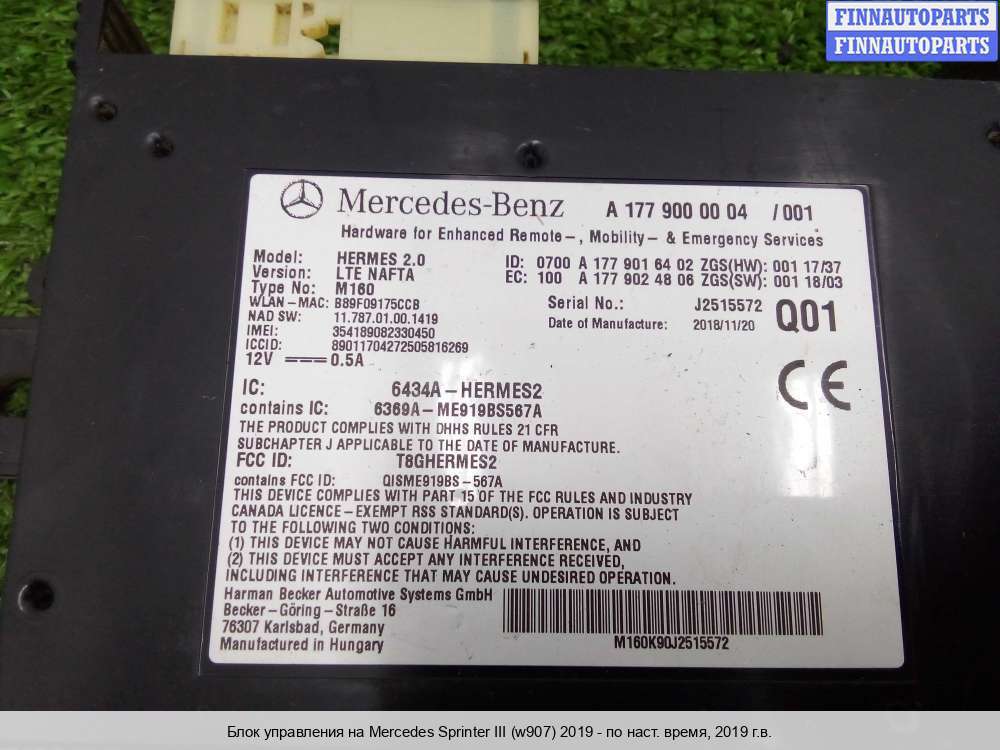 FINNAUTOPARTS
FINNAUTOPARTS
Mercedes-Benz A 177 900 00 04 /001
Hardware for Enhanced Remote-, Mobility- & Emergency Services
Model: HERMES 2.0 ID: 0700 A 177 901 64 02 ZGS(HW): 001 17/37
Version: LTE NAFTA EC: 100 A 177 902 48 06 ZGS(SW): 001 18/03
Type No: M160
WLAN-MAC: B89F09175CCB Serial No.: J2515572
NAD SW: 11.787.01.00.1419 Date of Manufacture: 2018/11/20 Q01
IMEI: 354189082330450
ICCID: 89011704272505816269
12V 0.5A
CE
IC: 6434A-HERMES2
contains IC: 6369A-ME919BS567A
THE PRODUCT COMPLIES WITH DHHS RULES 21 CFR
SUBCHAPTER J APPLICABLE TO THE DATE OF MANUFACTURE.
FCC ID: T8GHERMES2
contains FCC ID: QISME919BS-567A
THIS DEVICE COMPLIES WITH PART 15 OF THE FCC RULES AND INDUSTRY
CANADA LICENCE-EXEMPT RSS STANDARD(S). OPERATION IS SUBJECT
TO THE FOLLOWING TWO CONDITIONS:
(1) THIS DEVICE MAY NOT CAUSE HARMFUL INTERFERENCE, AND
(2) THIS DEVICE MUST ACCEPT ANY INTERFERENCE RECEIVED,
INCLUDING INTERFERENCE THAT MAY CAUSE UNDESIRED OPERATION.
Harman Becker Automotive Systems GmbH
Becker-Göring-Straße 16
76307 Karlsbad, Germany
Manufactured in Hungary
M160K90J2515572
Блок управления на Mercedes Sprinter III (w907) 2019 - по наст. время, 2019 г.в.